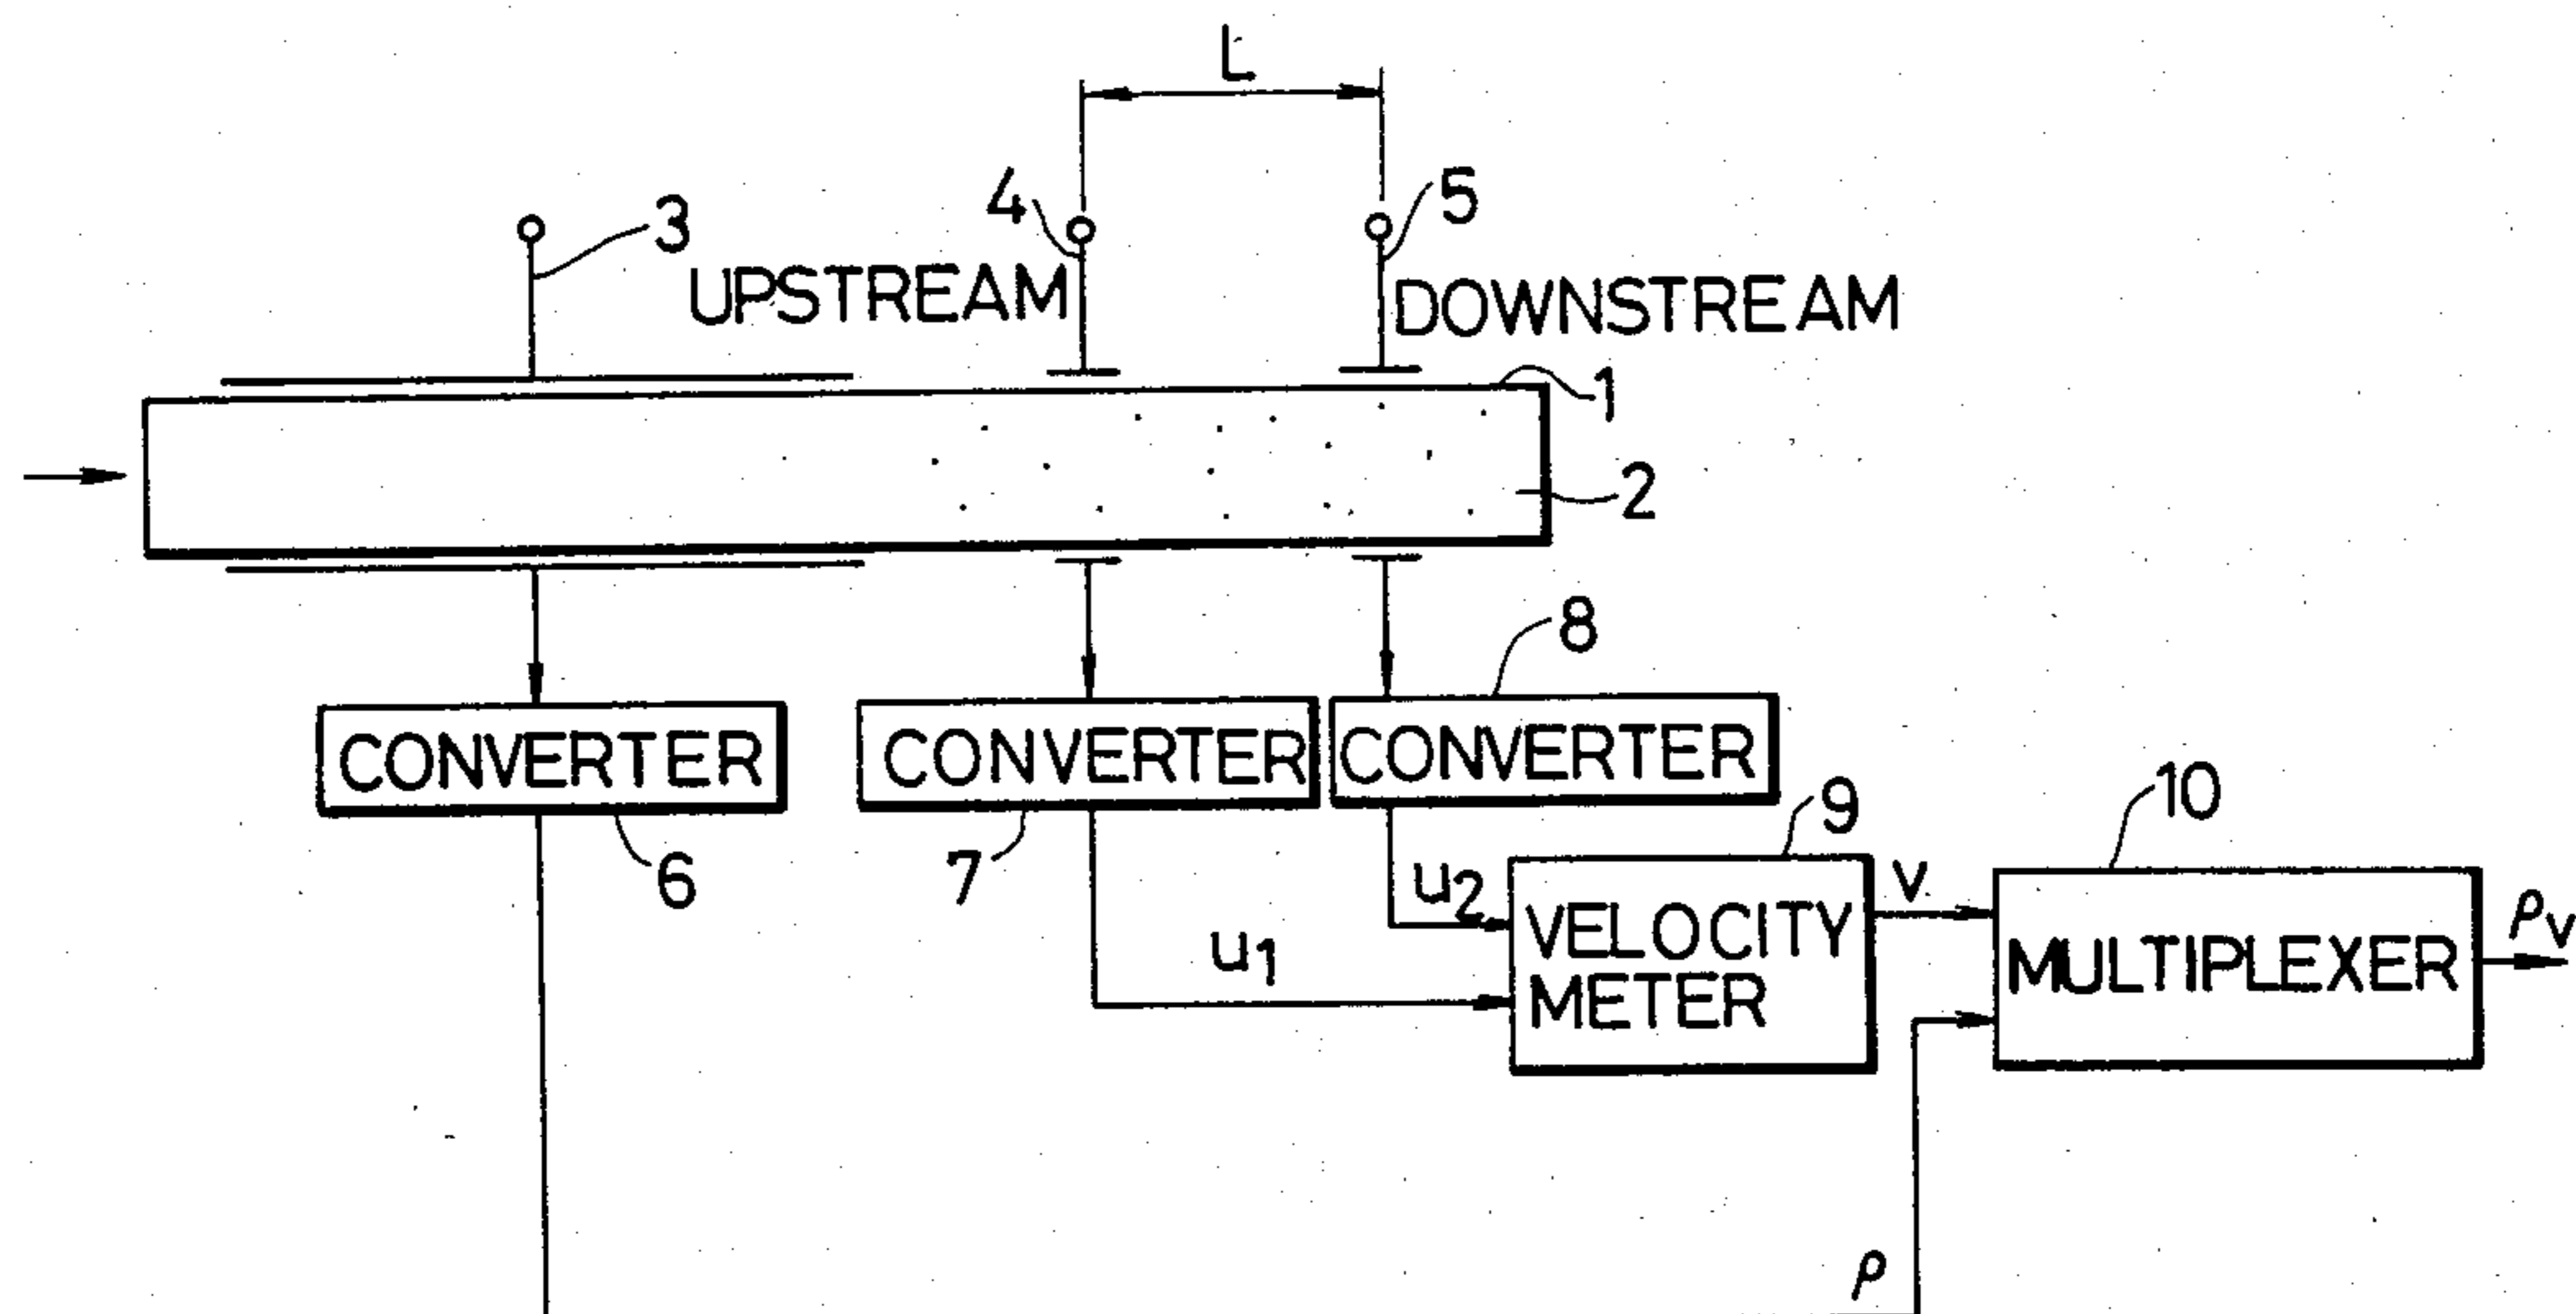 L
3
4
5
UPSTREAM
DOWNSTREAM
1
2
8
CONVERTER
CONVERTER
CONVERTER
6
7
9
10
u2
u1
VELOCITY
METER
v
MULTIPLEXER
ρv
ρ